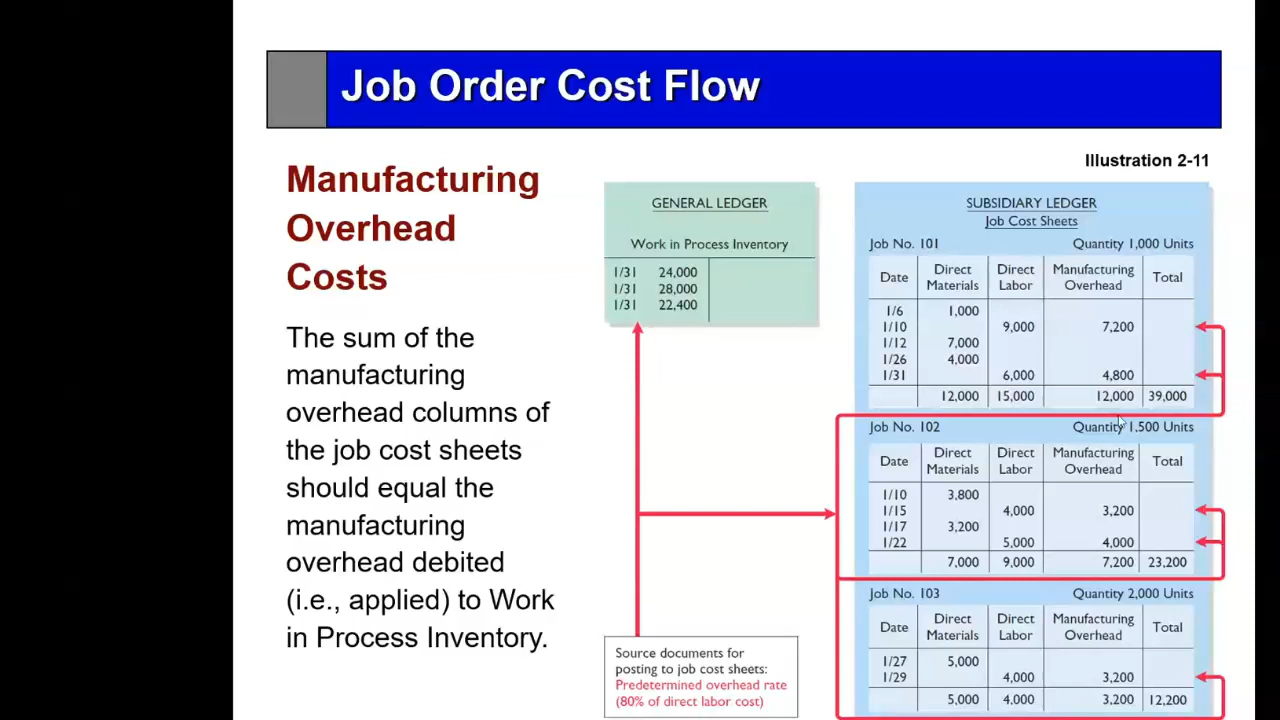 Job Order Cost Flow
Illustration 2-11
Manufacturing
Overhead
Costs
The sum of the
manufacturing
overhead columns of
the job cost sheets
should equal the
manufacturing
overhead debited
(i.e., applied) to Work
in Process Inventory.
GENERAL LEDGER
Work in Process Inventory
1/31 24,000
1/31 28,000
1/31 22,400
Source documents for
posting to job cost sheets:
Predetermined overhead rate
(80% of direct labor cost)
SUBSIDIARY LEDGER
Job Cost Sheets
Job No. 101 Quantity 1,000 Units
Date Direct Materials Direct Labor Manufacturing Overhead Total
1/6 1,000
1/10 9,000 7,200
1/12 7,000
1/26 4,000
1/31 6,000 4,800
12,000 15,000 12,000 39,000
Job No. 102 Quantity 1,500 Units
Date Direct Materials Direct Labor Manufacturing Overhead Total
1/10 3,800
1/15 4,000 3,200
1/17 3,200
1/22 5,000 4,000
7,000 9,000 7,200 23,200
Job No. 103 Quantity 2,000 Units
Date Direct Materials Direct Labor Manufacturing Overhead Total
1/27 5,000
1/29 4,000 3,200
5,000 4,000 3,200 12,200